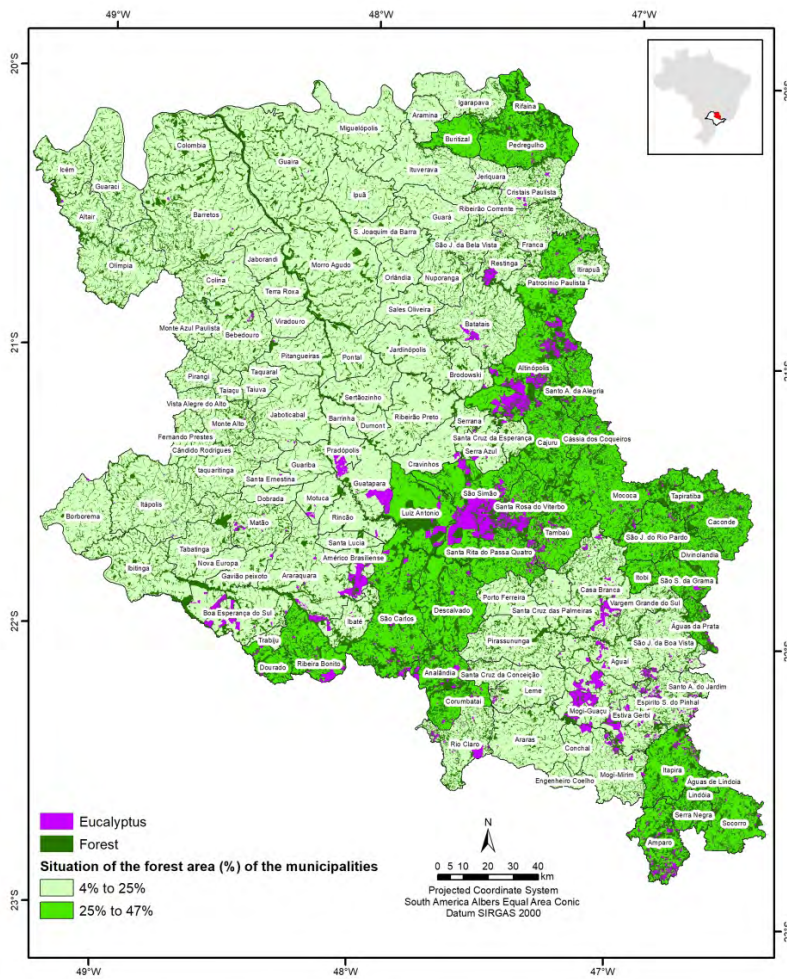 49°W
48°W
47°W
20°S
Igarapava
Rifaina
Aramina
Miguelópolis
Buritizal
Pedregulho
Colombia
Guaira
Ituverava
Icém
Jeriquara
Guaraci
Ipuã
Cristais Paulista
Altair
Barretos
Guará
Ribeirão Corrente
S. Joaquim da Barra
São J. da Bela Vista
Franca
Olímpia
Jaborandi
Morro Agudo
Restinga
Itirapuã
Colina
Orlândia
Nuporanga
Patrocínio Paulista
Terra Roxa
Sales Oliveira
21°S
Monte Azul Paulista
Viradouro
Batatais
Bebedouro
Pitangueiras
Pontal
Jardinópolis
Pirangi
Taquaral
Brodowski
Altinópolis
Taiaçu
Taiuva
Santo A. da Alegria
Vista Alegre do Alto
Sertãozinho
Jaboticabal
Barrinha
Ribeirão Preto
Serrana
Monte Alto
Dumont
Fernando Prestes
Santa Cruz da Esperança
Cajuru
Cássia dos Coqueiros
Cândido Rodrigues
Pradópolis
Cravinhos
Serra Azul
taquaritinga
Guariba
Santa Ernestina
Guatapara
São Simão
Mococa
Tapiratiba
Itápolis
Dobrada
Motuca
Luiz Antonio
Santa Rosa do Viterbo
Borborema
Matão
Rincão
Caconde
Tambaú
São J. do Rio Pardo
Tabatinga
Santa Lucia
Santa Rita do Passa Quatro
Divinolandia
Nova Europa
Américo Brasiliense
Ibitinga
Gavião peixoto
Araraquara
Itobi
São S. da Grama
22°S
Porto Ferreira
Casa Branca
Boa Esperança do Sul
Descalvado
Santa Cruz das Palmeiras
Vargem Grande do Sul
Ibaté
São Carlos
Águas da Prata
Trabiju
Pirassununga
São J. da Boa Vista
Dourado
Ribeira Bonito
Aguaí
Analândia
Santa Cruz da Conceição
Leme
Santo A. do Jardim
Corumbataí
Espirito S. do Pinhal
Mogi-Guaçu
Estiva Gerbi
Rio Claro
Araras
Conchal
Engenheiro Coelho
Mogi-Mirim
Itapira
Águas de Lindoia
Lindóia
Serra Negra
Socorro
Amparo
Eucalyptus
Forest
Situation of the forest area (%) of the municipalities
4% to 25%
25% to 47%
N
0 5 10 20 30 40
km
Projected Coordinate System
South America Albers Equal Area Conic
Datum SIRGAS 2000
23°S
49°W
48°W
47°W